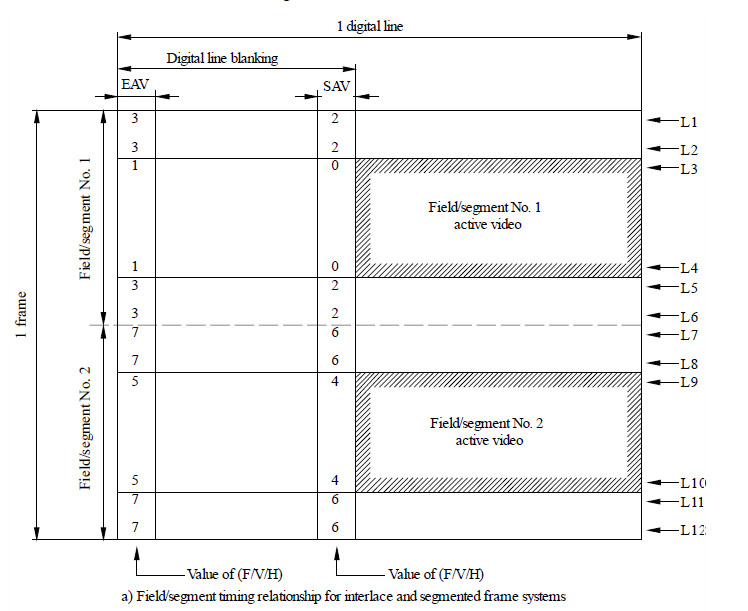 1 digital line
Digital line blanking
EAV
SAV
3 2 L1
3 2 L2
1 0 L3
Field/segment No. 1
active video
1 0 L4
3 2 L5
3 2 L6
7 6 L7
7 6 L8
5 4 L9
Field/segment No. 2
active video
5 4 L10
7 6 L11
7 6 L12
1 frame
Field/segment No. 1
Field/segment No. 2
Value of (F/V/H)
Value of (F/V/H)
a) Field/segment timing relationship for interlace and segmented frame systems